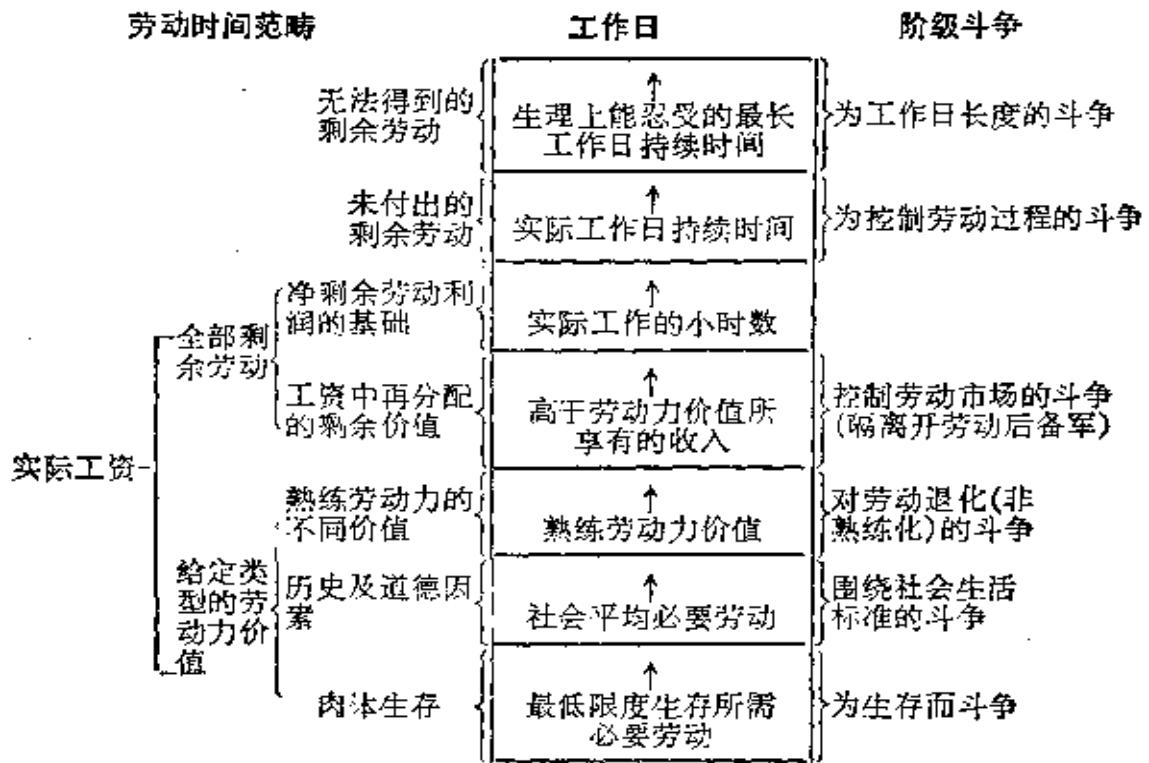 劳动时间范畴 工作日 阶级斗争
无法得到的
剩余劳动
生理上能忍受的最长
工作日持续时间
为工作日长度的斗争
未付出的
剩余劳动
实际工作日持续时间
为控制劳动过程的斗争
净剩余劳动利
润的基础
实际工作的小时数
全部剩
余劳动
工资中再分配
的剩余价值
高于劳动力价值所
享有的收入
控制劳动市场的斗争
(隔离开劳动后备军)
实际工资
熟练劳动力的
不同价值
熟练劳动力价值
对劳动退化(非
熟练化)的斗争
给定类
型的劳
动力价
值
历史及道德因
素
社会平均必要劳动
围绕社会生活
标准的斗争
肉体生存
最低限度生存所需
必要劳动
为生存而斗争